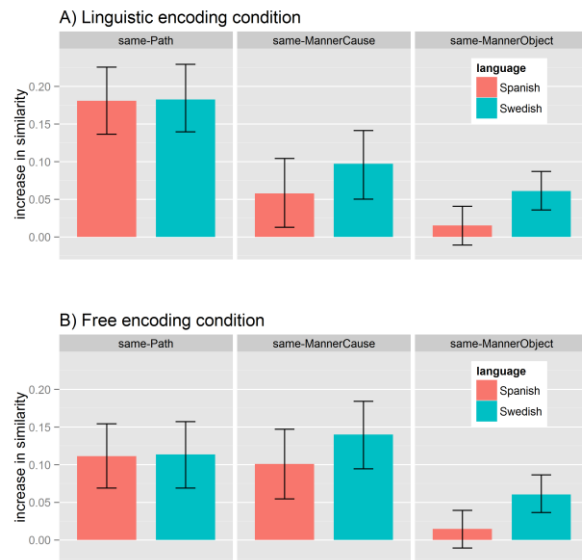 A) Linguistic encoding condition
same-Path same-MannerCause same-MannerObject
language
Spanish
Swedish
0.20
0.15
0.10
0.05
0.00
increase in similarity
B) Free encoding condition
same-Path same-MannerCause same-MannerObject
language
Spanish
Swedish
0.20
0.15
0.10
0.05
0.00
increase in similarity